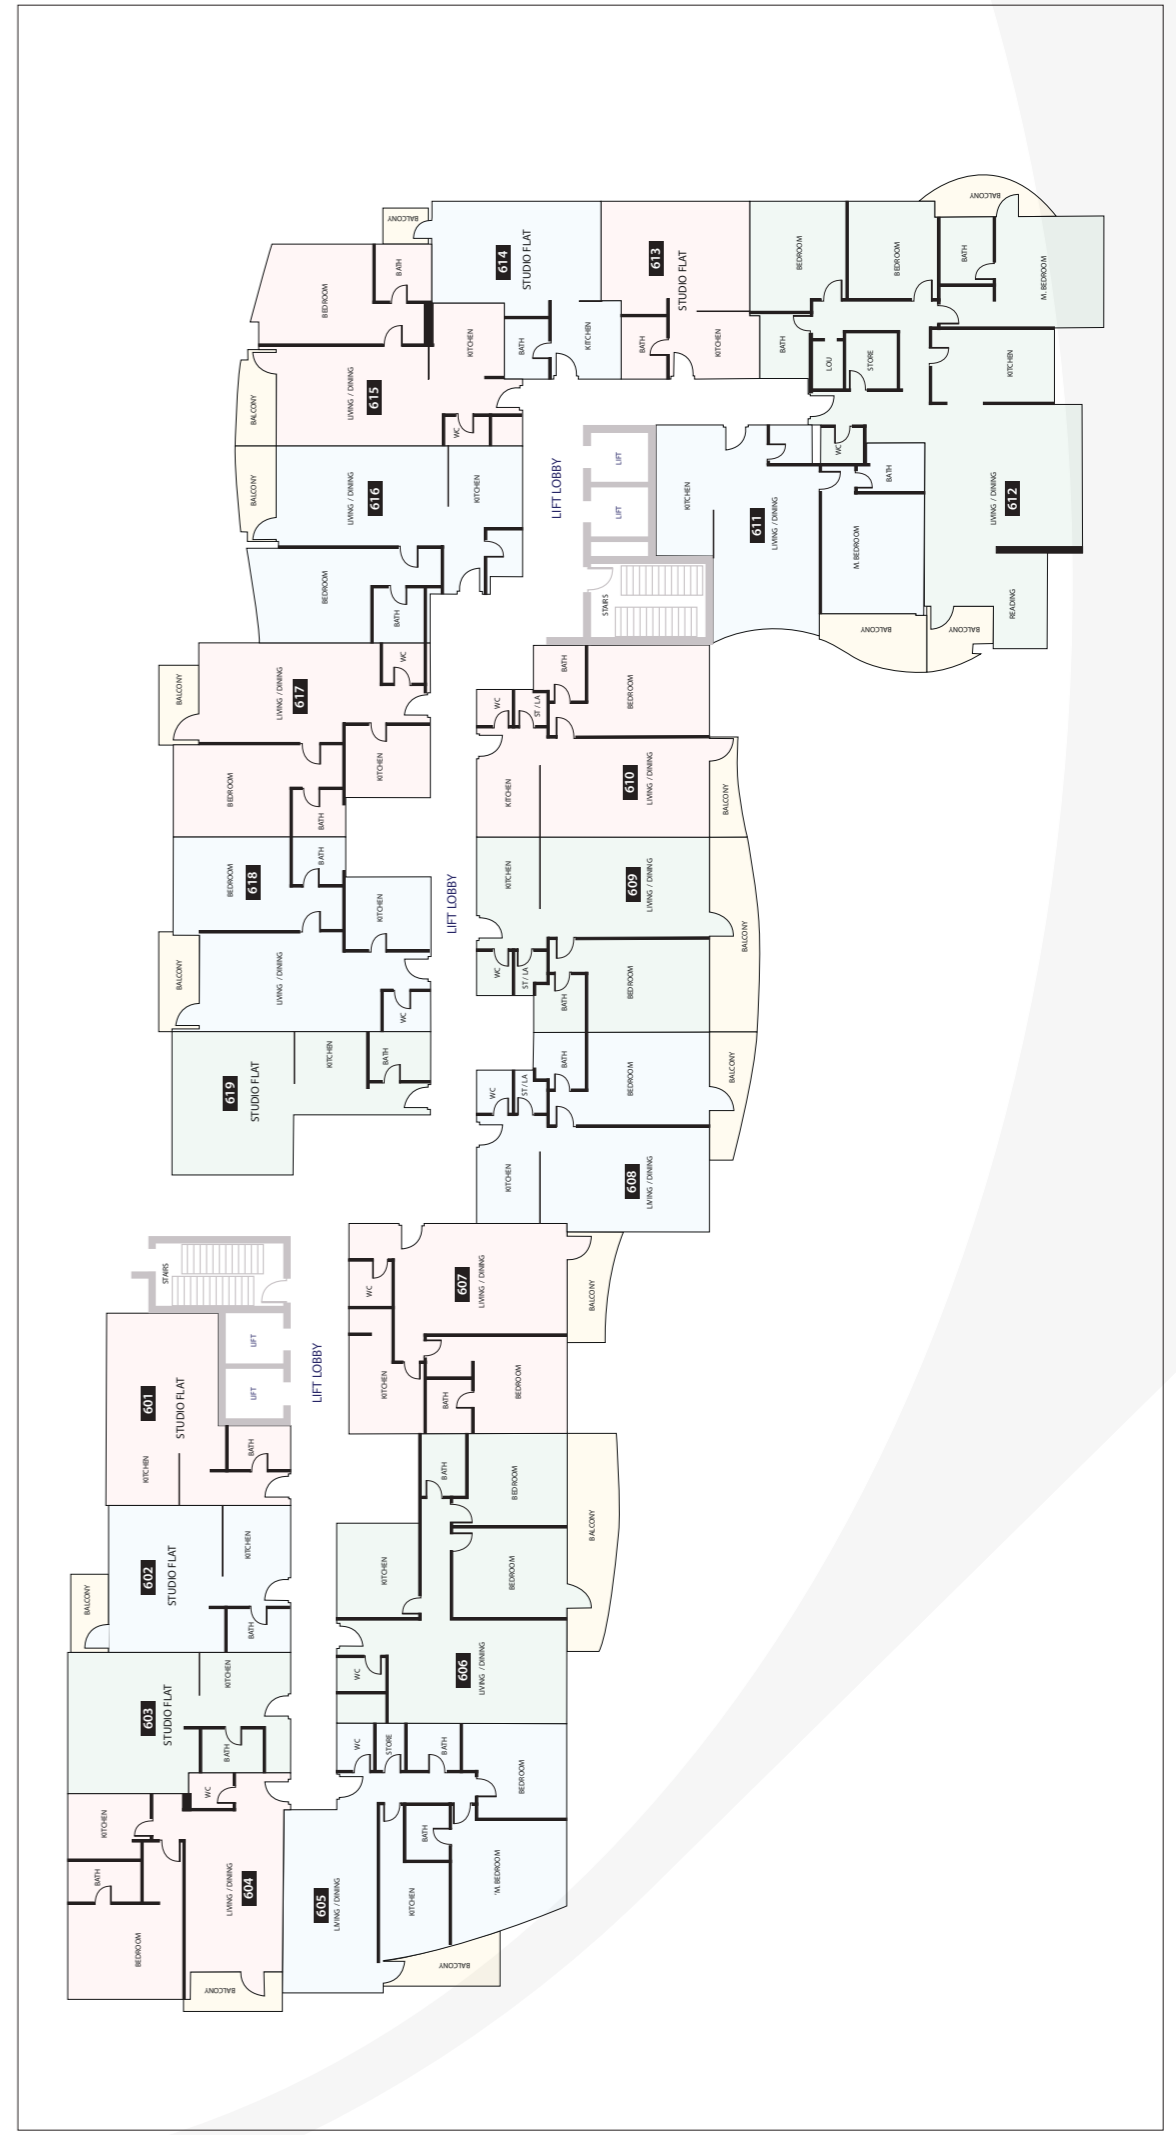 BALCONY
614
STUDIO FLAT
KITCHEN
BATH
613
STUDIO FLAT
KITCHEN
BATH
BALCONY
BEDROOM
BEDROOM
BATH
M. BEDROOM
BATH
LOU
STORE
KITCHEN
WC
LIVING / DINING
612
READING
BALCONY
BEDROOM
BATH
KITCHEN
LIVING / DINING
615
BALCONY
WC
BALCONY
LIVING / DINING
616
KITCHEN
BEDROOM
BATH
LIFT LOBBY
LIFT
LIFT
STAIRS
KITCHEN
611
LIVING / DINING
BATH
M. BEDROOM
BALCONY
WC
LIVING / DINING
617
BALCONY
KITCHEN
BEDROOM
BATH
BATH
WC
ST / LA
BEDROOM
610
LIVING / DINING
KITCHEN
BALCONY
BEDROOM
618
BATH
KITCHEN
BALCONY
LIVING / DINING
WC
LIFT LOBBY
KITCHEN
609
LIVING / DINING
BALCONY
WC
ST / LA
BEDROOM
BATH
619
STUDIO FLAT
KITCHEN
BATH
BATH
WC
ST / LA
BEDROOM
BALCONY
KITCHEN
608
LIVING / DINING
STAIRS
LIFT
LIFT
LIFT LOBBY
607
LIVING / DINING
WC
BALCONY
KITCHEN
BATH
BEDROOM
601
STUDIO FLAT
KITCHEN
BATH
602
STUDIO FLAT
KITCHEN
BALCONY
BATH
BATH
BEDROOM
BALCONY
KITCHEN
BEDROOM
606
LIVING / DINING
WC
603
STUDIO FLAT
KITCHEN
BATH
WC
STORE
BATH
BEDROOM
WC
KITCHEN
BATH
LIVING / DINING
604
BEDROOM
BALCONY
605
LIVING / DINING
BATH
KITCHEN
'M. BEDROOM
BALCONY